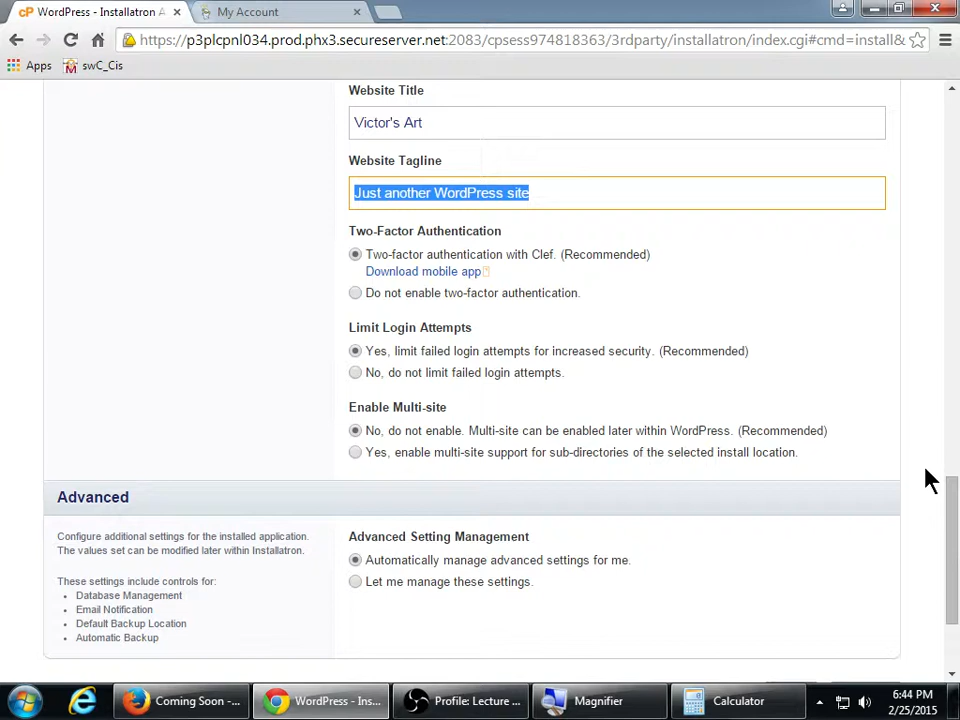 WordPress - Installatron A
My Account
https://p3plcpnl034.prod.phx3.secureserver.net:2083/cpsess974818363/3rdparty/installatron/index.cgi#cmd=install&
Apps
swC_Cis
Website Title
Victor's Art
Website Tagline
Just another WordPress site
Two-Factor Authentication
Two-factor authentication with Clef. (Recommended)
Download mobile app
Do not enable two-factor authentication.
Limit Login Attempts
Yes, limit failed login attempts for increased security. (Recommended)
No, do not limit failed login attempts.
Enable Multi-site
No, do not enable. Multi-site can be enabled later within WordPress. (Recommended)
Yes, enable multi-site support for sub-directories of the selected install location.
Advanced
Configure additional settings for the installed application.
The values set can be modified later within Installatron.
These settings include controls for:
• Database Management
• Email Notification
• Default Backup Location
• Automatic Backup
Advanced Setting Management
Automatically manage advanced settings for me.
Let me manage these settings.
Coming Soon -...
WordPress - Ins...
Profile: Lecture ...
Magnifier
Calculator
6:44 PM
2/25/2015